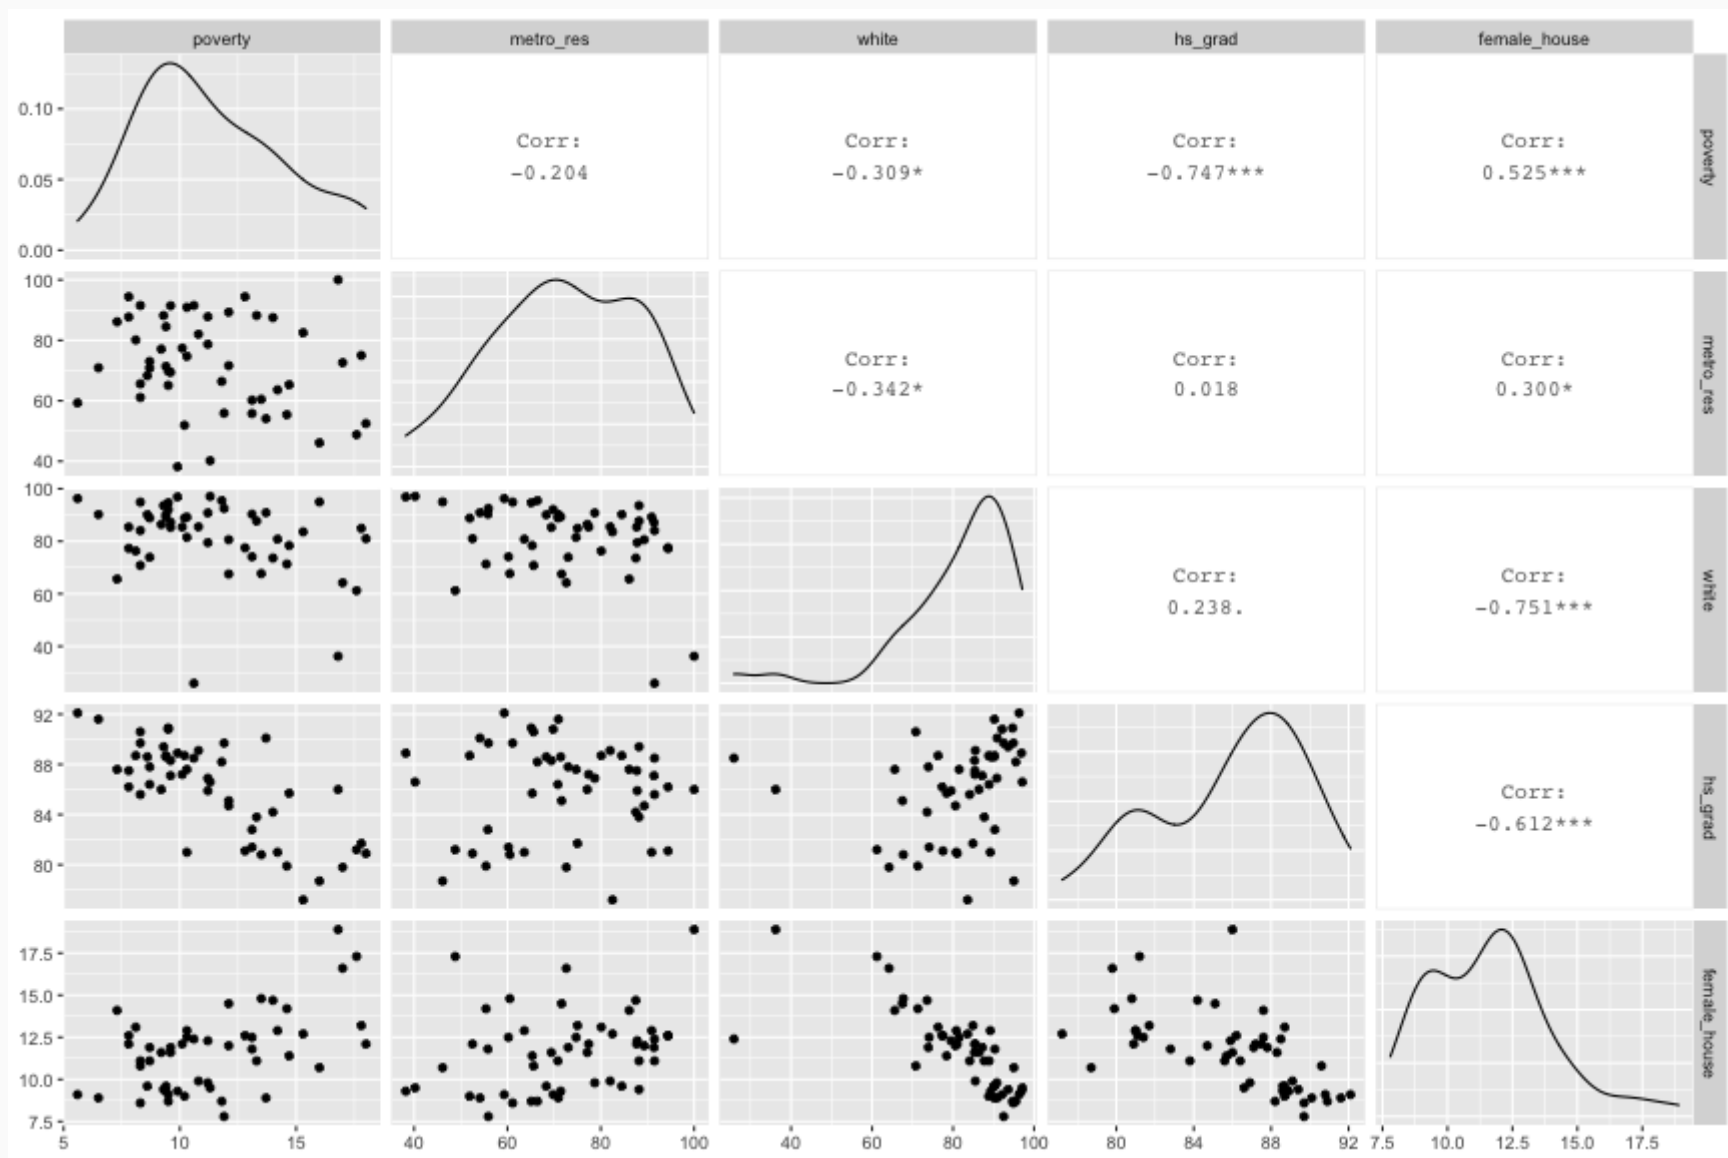 poverty metro_res white hs_grad female_house
0.10
0.05
0.00
Corr:
-0.204
Corr:
-0.309*
Corr:
-0.747***
Corr:
0.525***
poverty
100
80
60
40
Corr:
-0.342*
Corr:
0.018
Corr:
0.300*
metro_res
100
80
60
40
Corr:
0.238.
Corr:
-0.751***
white
92
88
84
80
Corr:
-0.612***
hs_grad
17.5
15.0
12.5
10.0
7.5
female_house
5 10 15 40 60 80 100 40 60 80 100 80 84 88 92 7.5 10.0 12.5 15.0 17.5